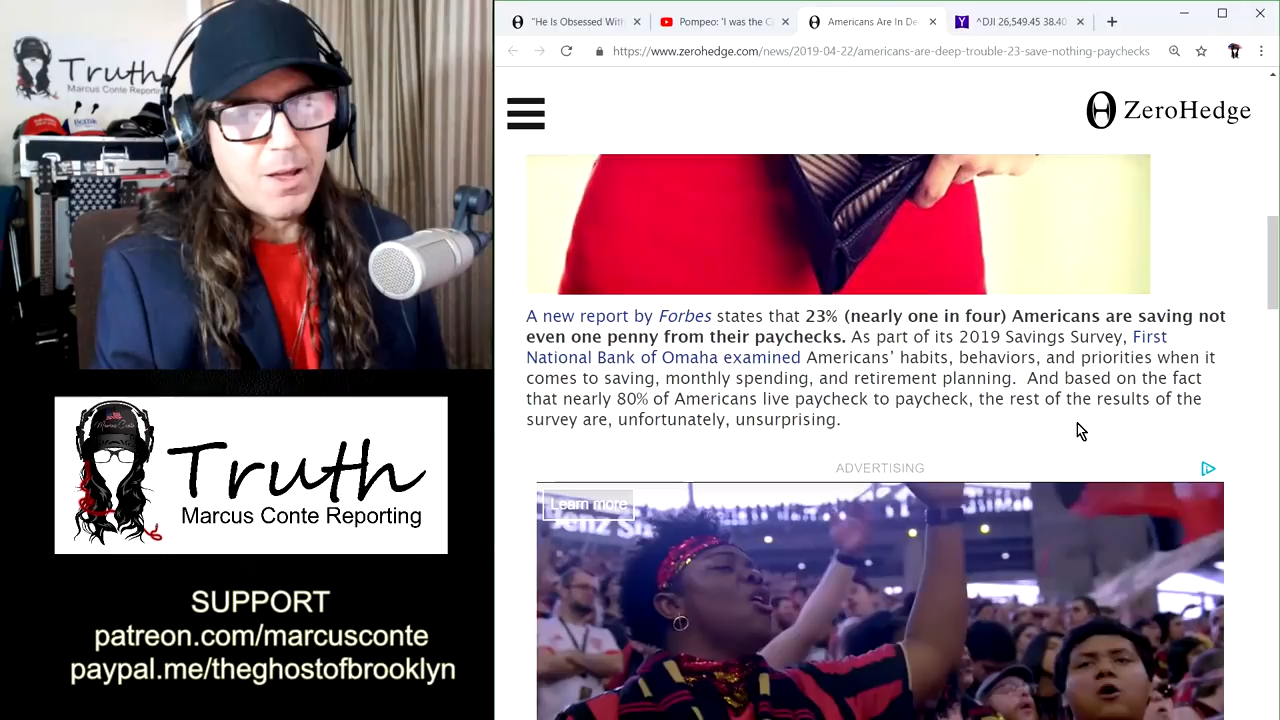 Truth
Marcus Conte Reporting
"He Is Obsessed With
Pompeo: 'I was the C
Americans Are In De
^DJI 26,549.45 38.40
https://www.zerohedge.com/news/2019-04-22/americans-are-deep-trouble-23-save-nothing-paychecks
ZeroHedge
A new report by Forbes states that 23% (nearly one in four) Americans are saving not
even one penny from their paychecks. As part of its 2019 Savings Survey, First
National Bank of Omaha examined Americans' habits, behaviors, and priorities when it
comes to saving, monthly spending, and retirement planning. And based on the fact
that nearly 80% of Americans live paycheck to paycheck, the rest of the results of the
survey are, unfortunately, unsurprising.
ADVERTISING
Learn more
Truth
Marcus Conte Reporting
SUPPORT
patreon.com/marcusconte
paypal.me/theghostofbrooklyn